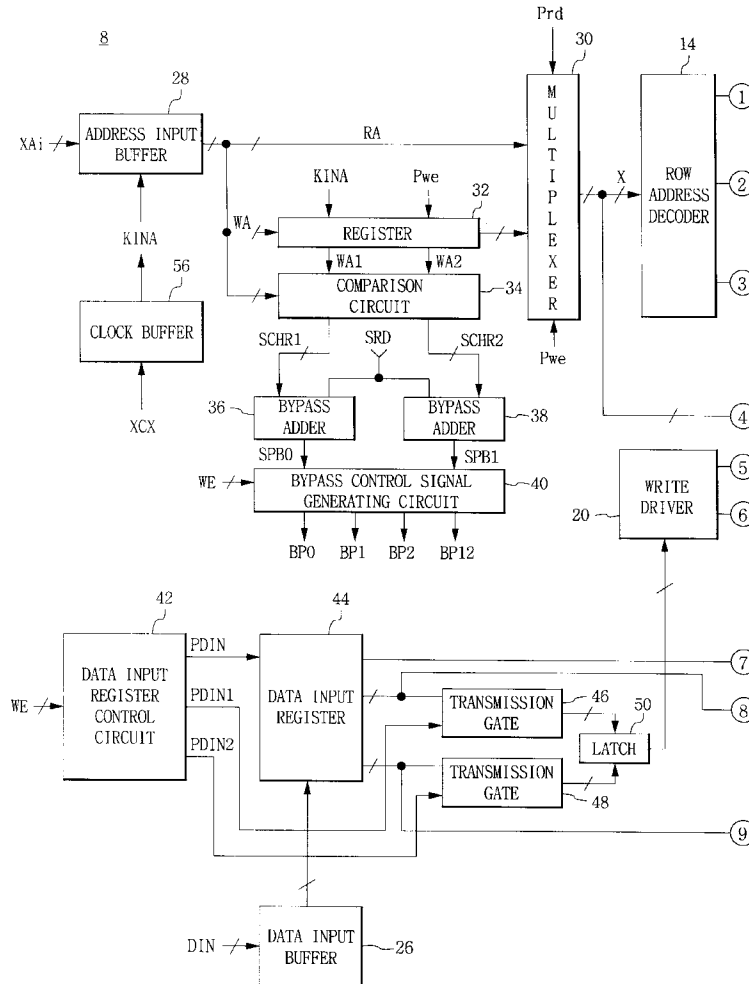 8
Prd
28
30
14
XAi
ADDRESS INPUT
BUFFER
RA
MULTIPLEXER
X
ROW
ADDRESS
DECODER
1
2
3
KINA
Pwe
32
KINA
WA
REGISTER
WA1
WA2
56
COMPARISON
CIRCUIT
34
CLOCK BUFFER
SCHR1
SRD
SCHR2
Pwe
XCX
36
BYPASS
ADDER
BYPASS
ADDER
38
4
SPB0
SPB1
WE
BYPASS CONTROL SIGNAL
GENERATING CIRCUIT
40
5
WRITE
DRIVER
20
6
BP0
BP1
BP2
BP12
42
44
PDIN
7
DATA INPUT
REGISTER
CONTROL
CIRCUIT
WE
PDIN1
PDIN2
DATA INPUT
REGISTER
TRANSMISSION
GATE
46
50
8
LATCH
TRANSMISSION
GATE
48
9
DIN
DATA INPUT
BUFFER
26